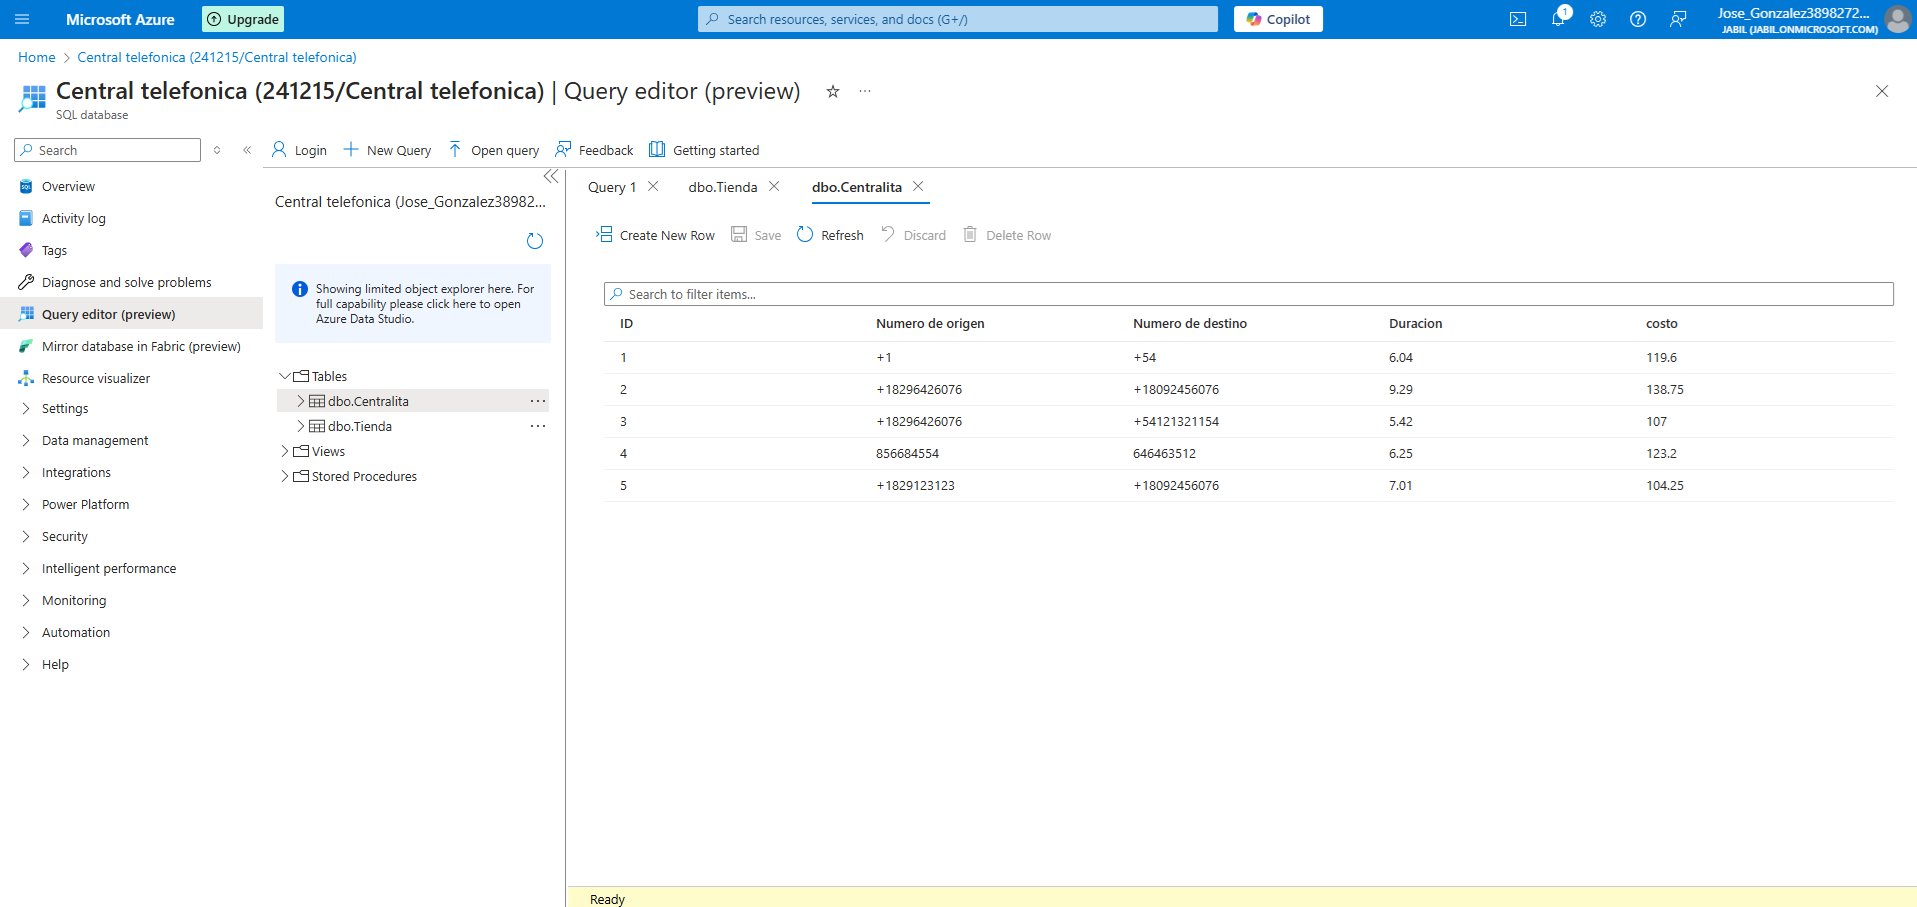 Microsoft Azure
Upgrade
Search resources, services, and docs (G+/)
Copilot
1
Jose_Gonzalez3898272...
JABIL (JABIL.ONMICROSOFT.COM)
Home > Central telefonica (241215/Central telefonica)
Central telefonica (241215/Central telefonica) | Query editor (preview)
SQL database
Search
Login
New Query
Open query
Feedback
Getting started
Overview
Activity log
Tags
Diagnose and solve problems
Query editor (preview)
Mirror database in Fabric (preview)
Resource visualizer
Settings
Data management
Integrations
Power Platform
Security
Intelligent performance
Monitoring
Automation
Help
Central telefonica (Jose_Gonzalez38982...
Showing limited object explorer here. For
full capability please click here to open
Azure Data Studio.
Tables
dbo.Centralita
dbo.Tienda
Views
Stored Procedures
Query 1
dbo.Tienda
dbo.Centralita
Create New Row
Save
Refresh
Discard
Delete Row
Search to filter items...
ID Numero de origen Numero de destino Duracion costo
1 +1 +54 6.04 119.6
2 +18296426076 +18092456076 9.29 138.75
3 +18296426076 +54121321154 5.42 107
4 856684554 646463512 6.25 123.2
5 +1829123123 +18092456076 7.01 104.25
Ready